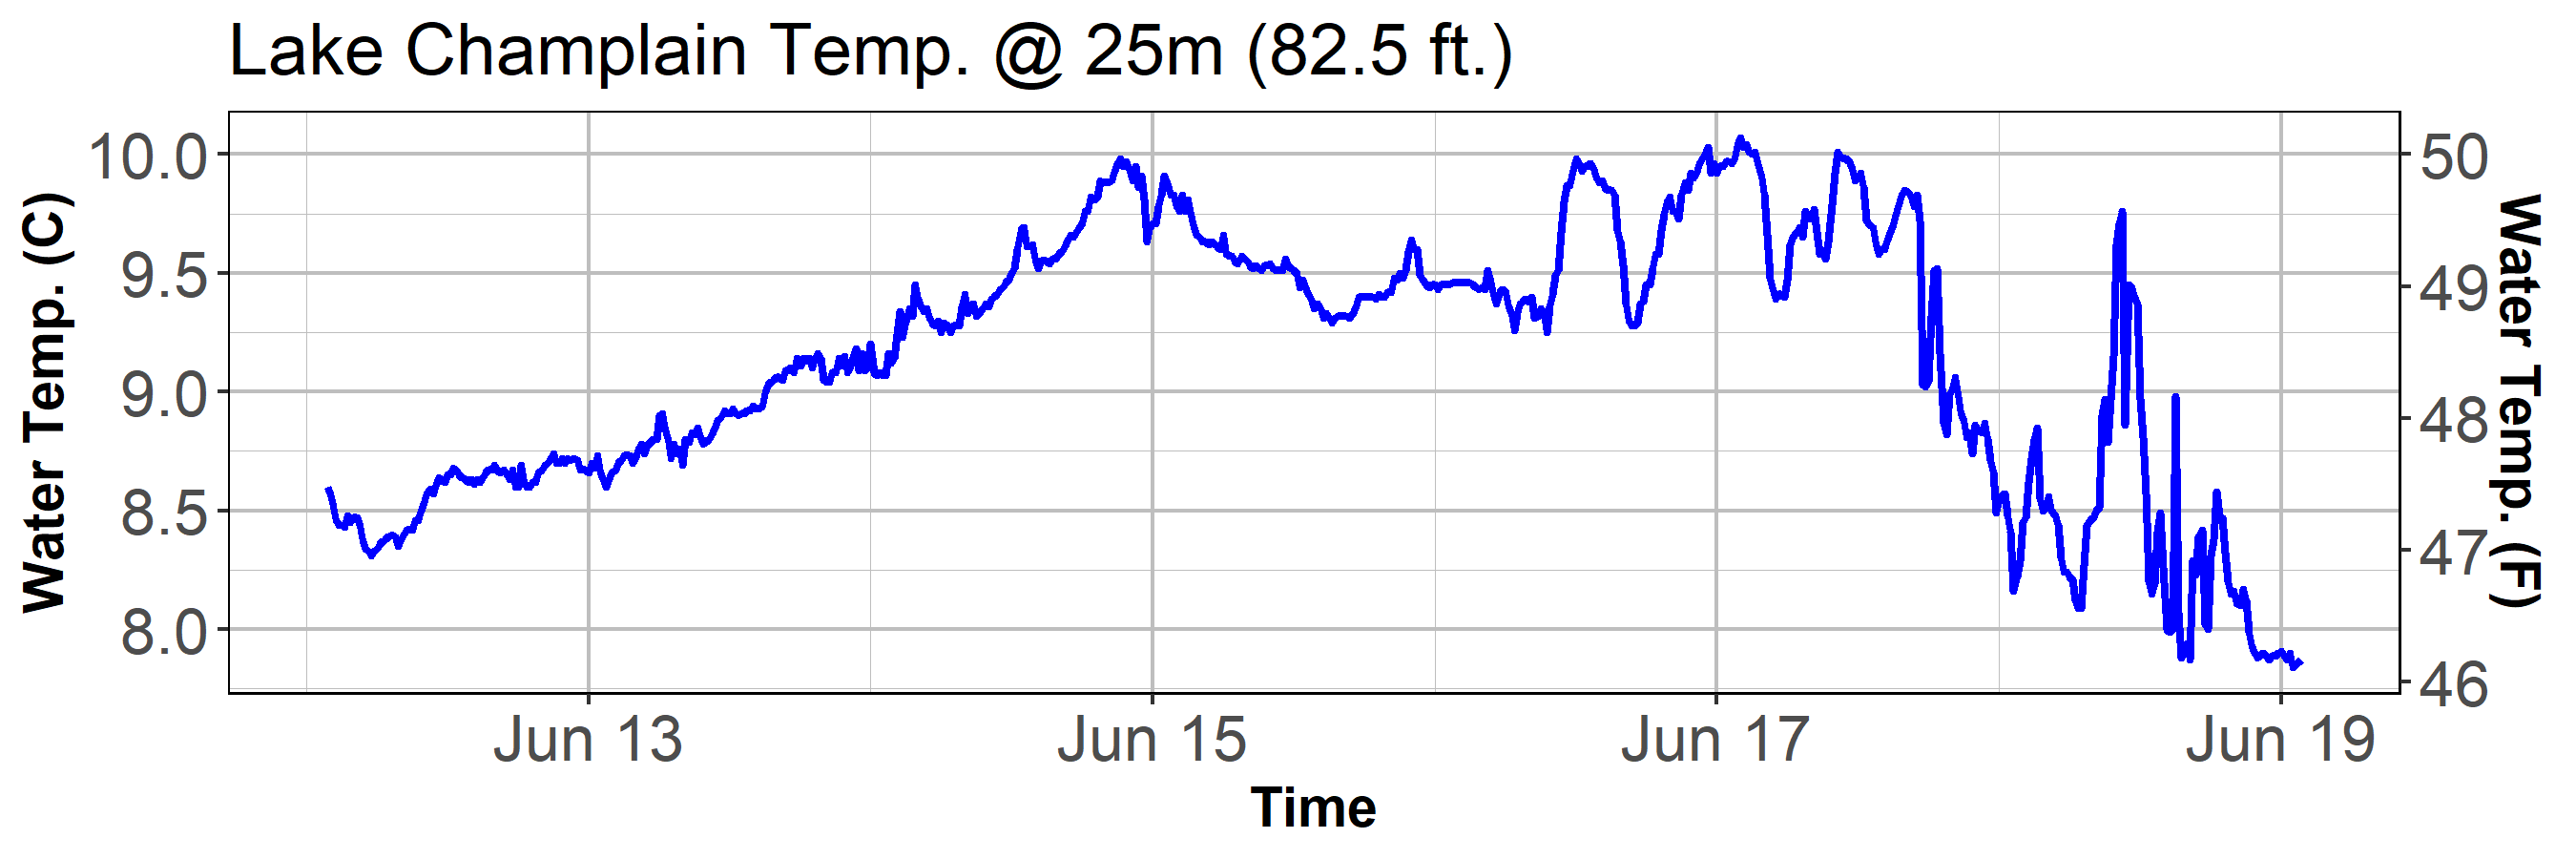 Lake Champlain Temp. @ 25m (82.5 ft.)
Water Temp. (C)
10.0
9.5
9.0
8.5
8.0
50
49
48
47
46
Water Temp. (F)
Jun 13 Jun 15 Jun 17 Jun 19
Time